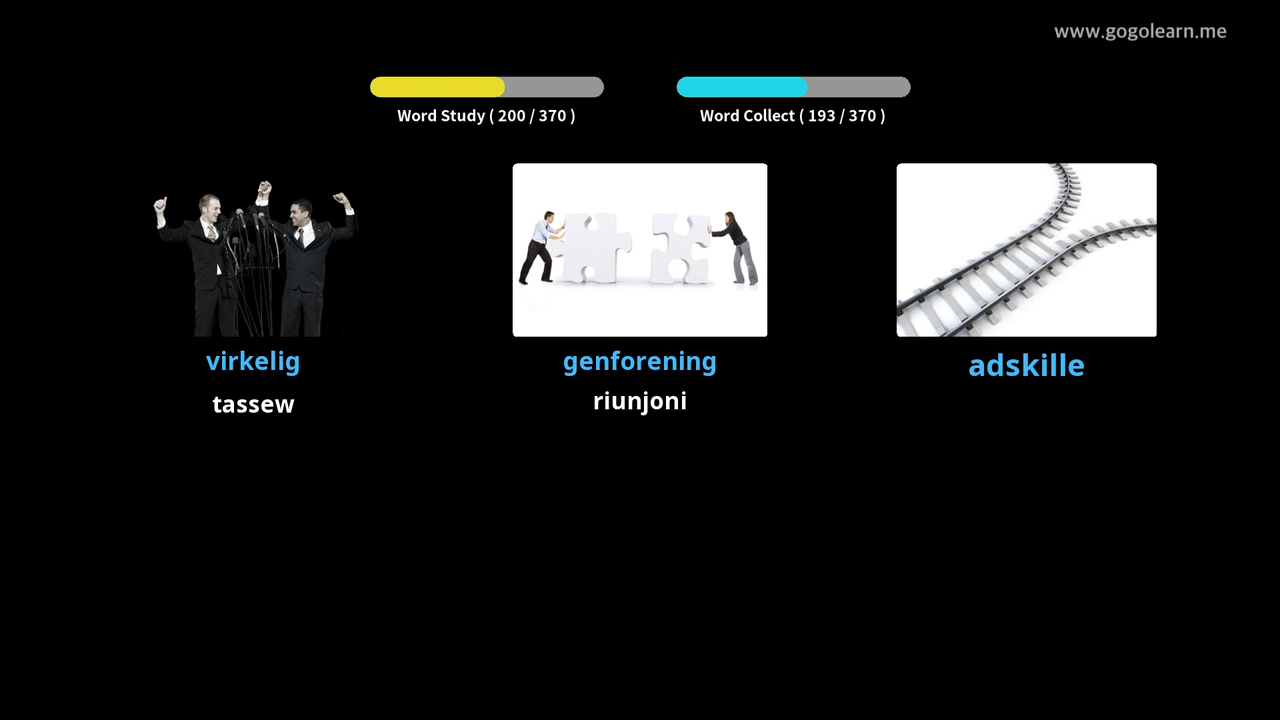 www.gogolearn.me
Word Study ( 200 / 370 )
Word Collect ( 193 / 370 )
virkelig
tassew
genforening
riunjoni
adskille